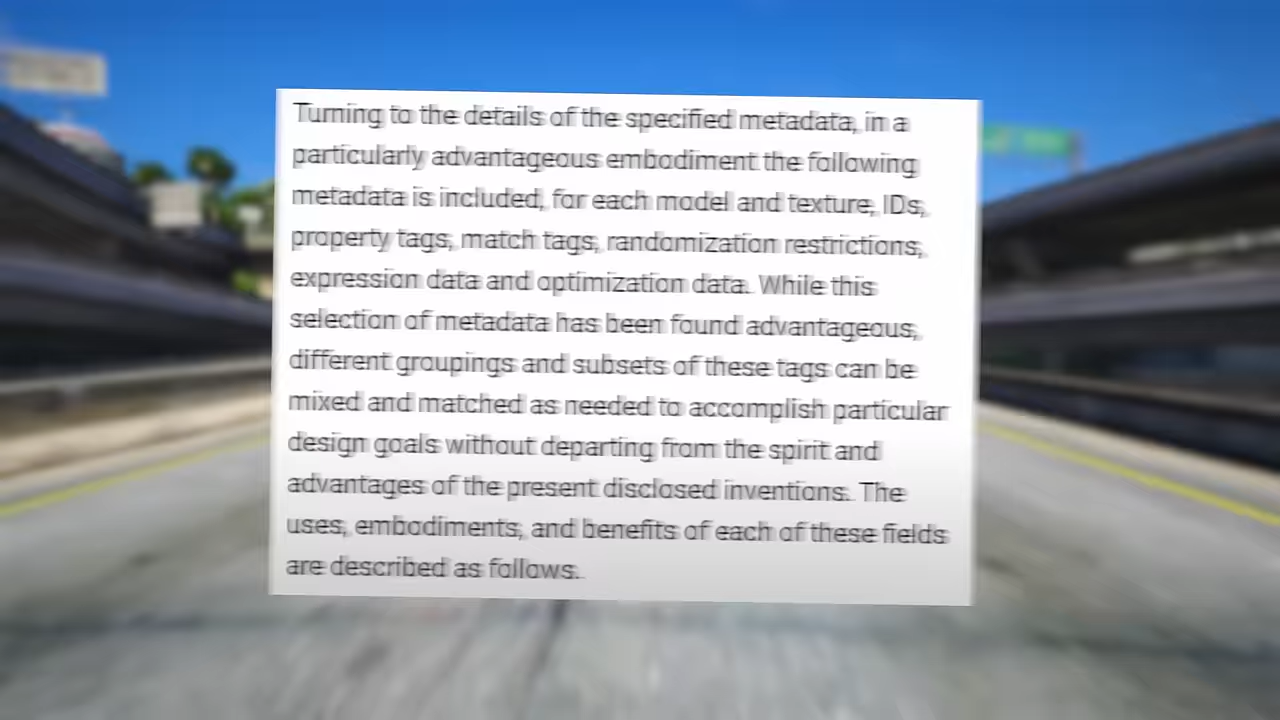 Turning to the details of the specified metadata, in a
particularly advantageous embodiment the following
metadata is included, for each model and texture, IDs,
property tags, match tags, randomization restrictions,
expression data and optimization data. While this
selection of metadata has been found advantageous,
different groupings and subsets of these tags can be
mixed and matched as needed to accomplish particular
design goals without departing from the spirit and
advantages of the present disclosed inventions. The
uses, embodiments, and benefits of each of these fields
are described as follows.